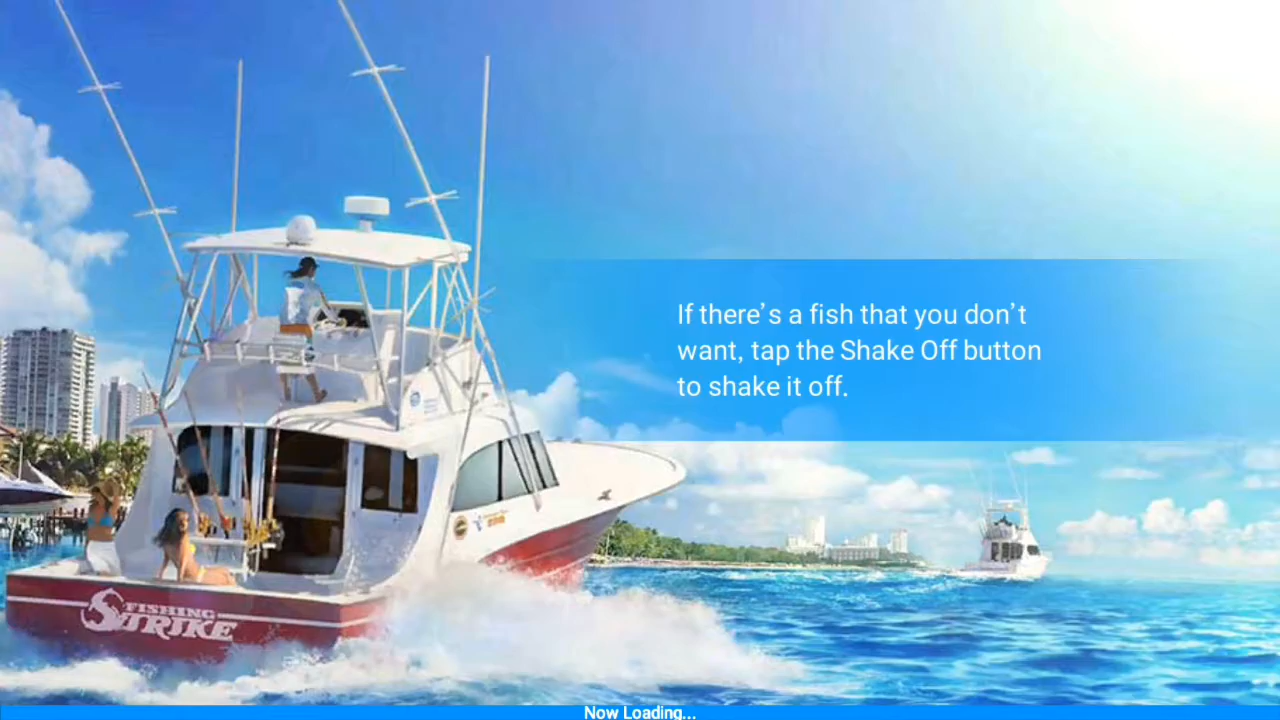 If there's a fish that you don't
want, tap the Shake Off button
to shake it off.
FISHING
STRIKE
Now Loading...